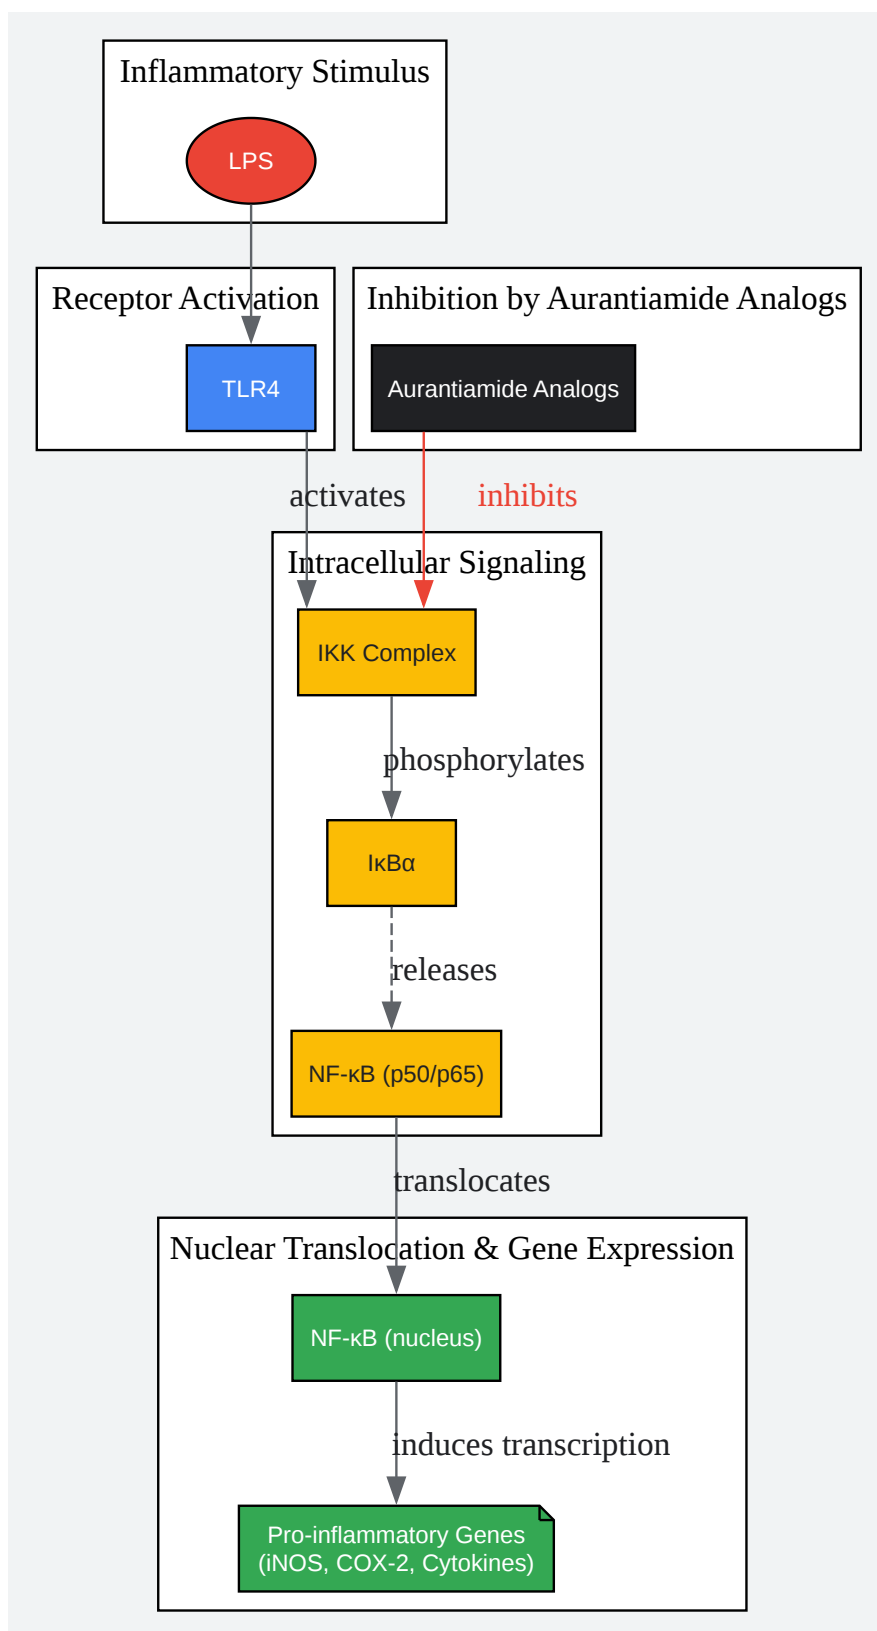 Inflammatory Stimulus
LPS
Receptor Activation
TLR4
Inhibition by Aurantiamide Analogs
Aurantiamide Analogs
activates
inhibits
Intracellular Signaling
IKK Complex
phosphorylates
IκBα
releases
NF-κB (p50/p65)
translocates
Nuclear Translocation & Gene Expression
NF-κB (nucleus)
induces transcription
Pro-inflammatory Genes
(iNOS, COX-2, Cytokines)